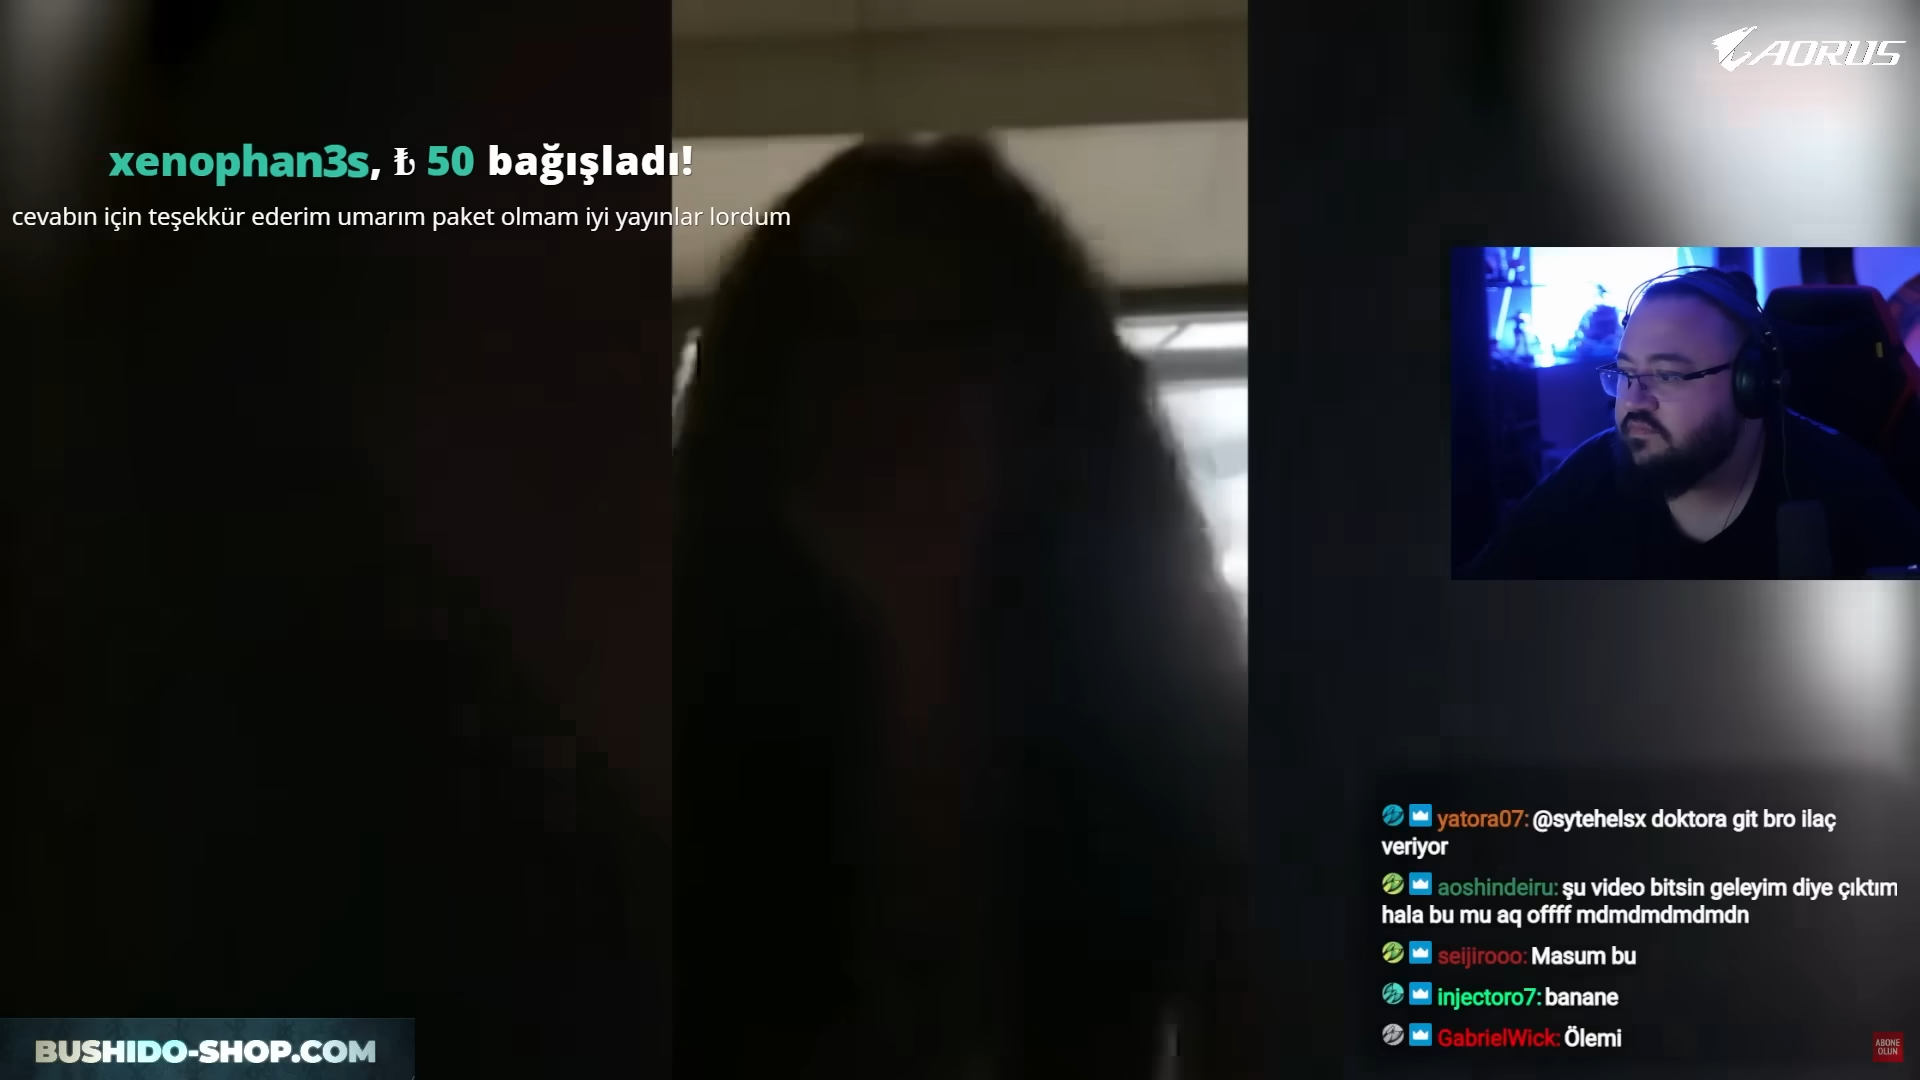 AORUS
xenophan3s, ₺ 50 bağışladı!
cevabın için teşekkür ederim umarım paket olmam iyi yayınlar lordum
yatora07: @sytehelsx doktora git bro ilaç
veriyor
aoshindeiru: şu video bitsin geleyim diye çıktım
hala bu mu aq offff mdmdmdmdmdn
seijirooo: Masum bu
injectoro7: banane
GabrielWick: Ölemi
BUSHIDO-SHOP.COM
ABONE
OLUN